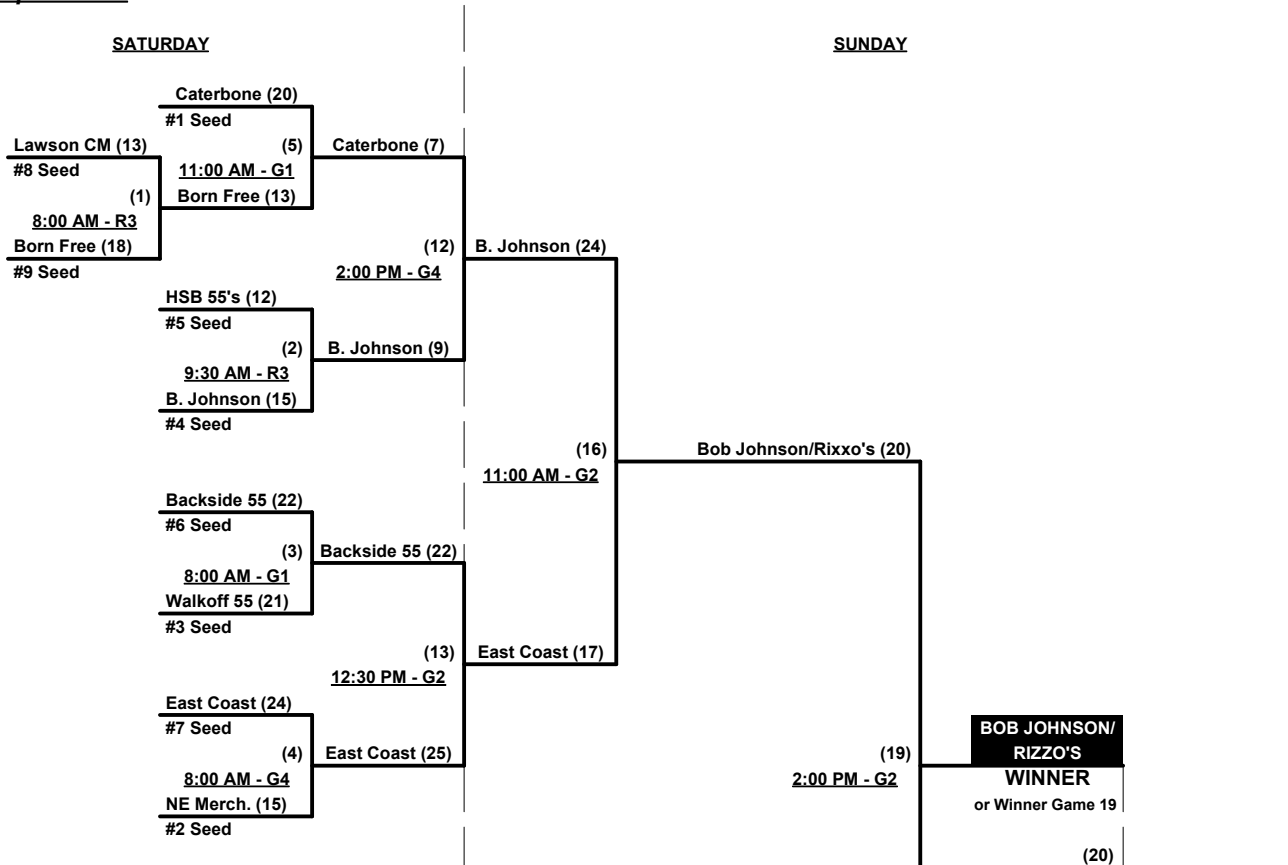 SATURDAY
SUNDAY
Caterbone (20)
#1 Seed
Lawson CM (13)
(5)
Caterbone (7)
#8 Seed
11:00 AM - G1
(1)
Born Free (13)
8:00 AM - R3
Born Free (18)
(12)
B. Johnson (24)
#9 Seed
2:00 PM - G4
HSB 55's (12)
#5 Seed
(2)
B. Johnson (9)
9:30 AM - R3
B. Johnson (15)
#4 Seed
(16)
Bob Johnson/Rixxo's (20)
11:00 AM - G2
Backside 55 (22)
#6 Seed
(3)
Backside 55 (22)
8:00 AM - G1
Walkoff 55 (21)
#3 Seed
(13)
East Coast (17)
12:30 PM - G2
East Coast (24)
#7 Seed
BOB JOHNSON/
(4)
East Coast (25)
(19)
RIZZO'S
8:00 AM - G4
2:00 PM - G2
WINNER
NE Merch. (15)
or Winner Game 19
#2 Seed
(20)